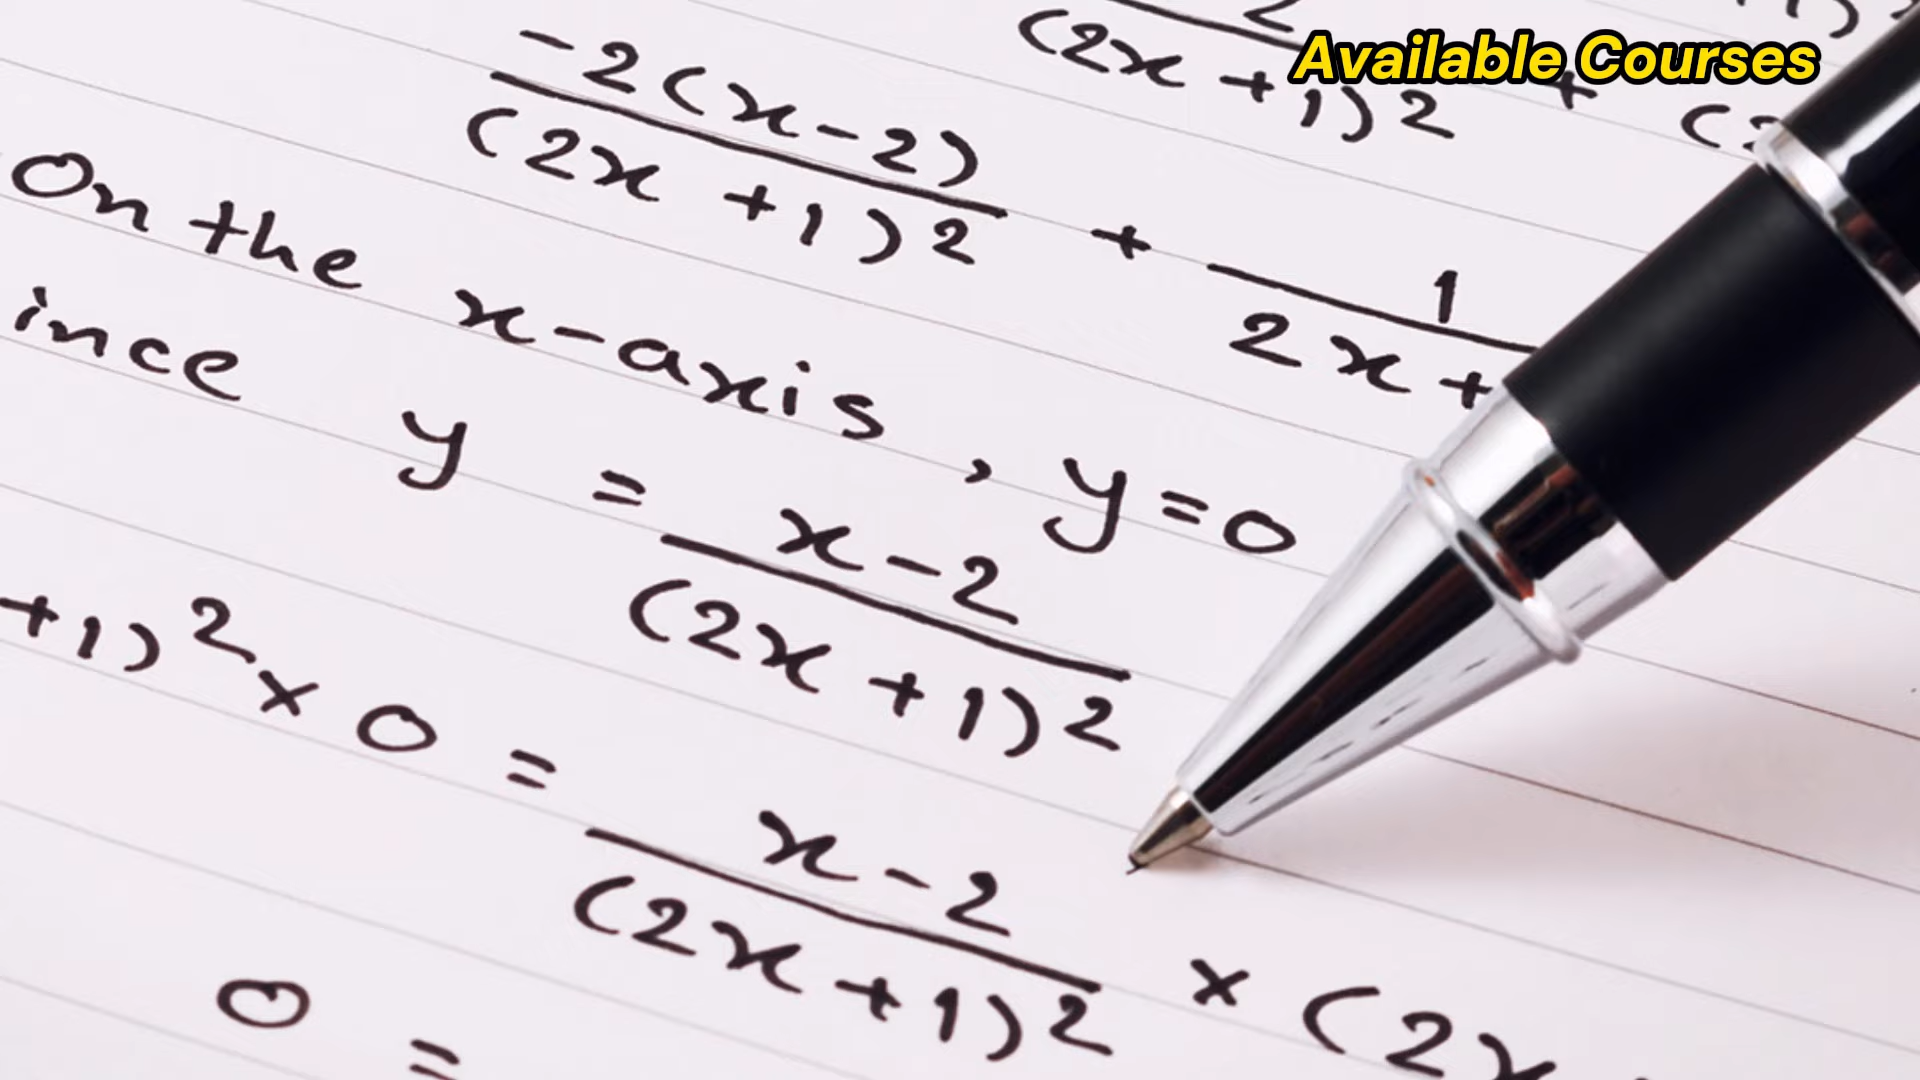 Available Courses
-2(x-2)/(2x+1)2 + 1/2x+
(2x+1)2 + (2
On the x-axis, y=0
ince y = x-2/(2x+1)2
+1)2 × 0 = x-2/(2x+1)2 × (2x
0 =